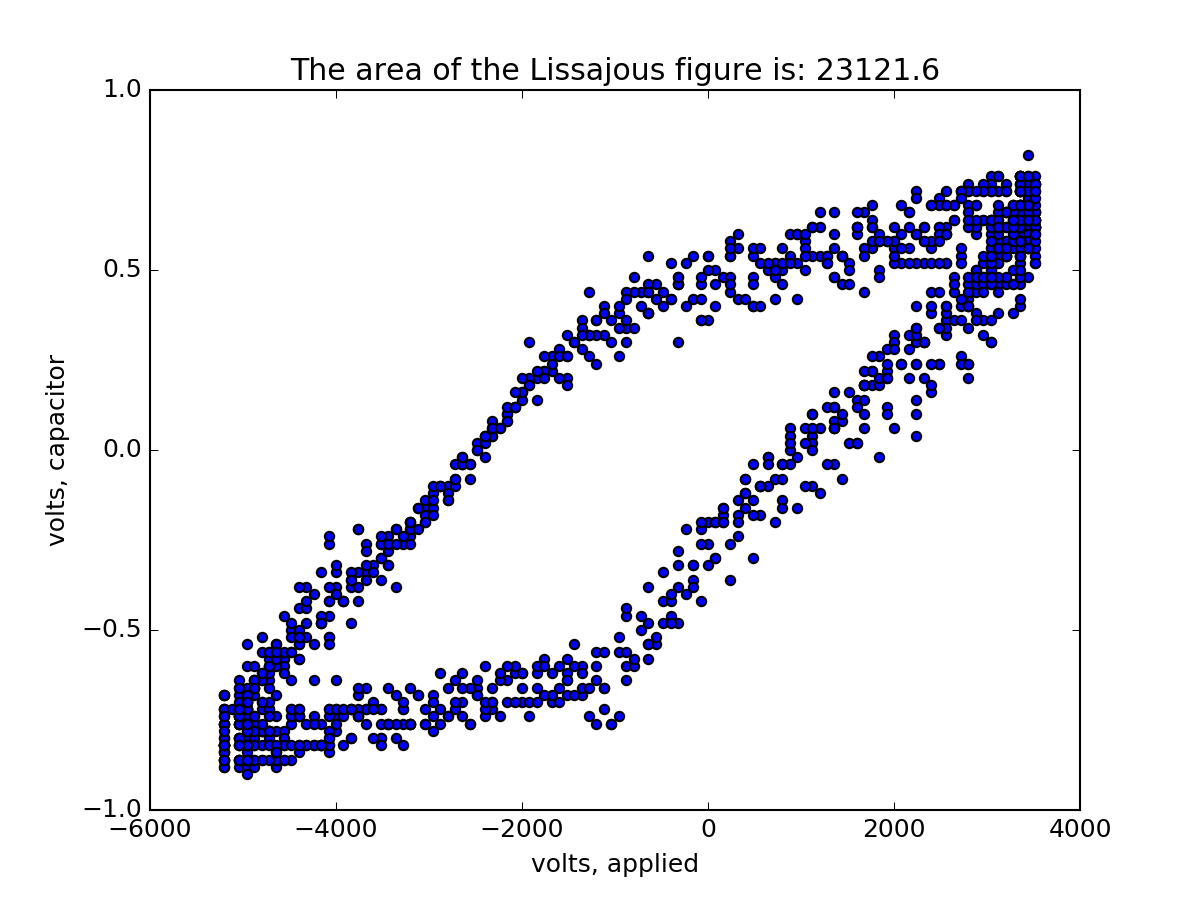 The area of the Lissajous figure is: 23121.6
1.0
0.5
0.0
−0.5
−1.0
volts, capacitor
−6000 −4000 −2000 0 2000 4000
volts, applied